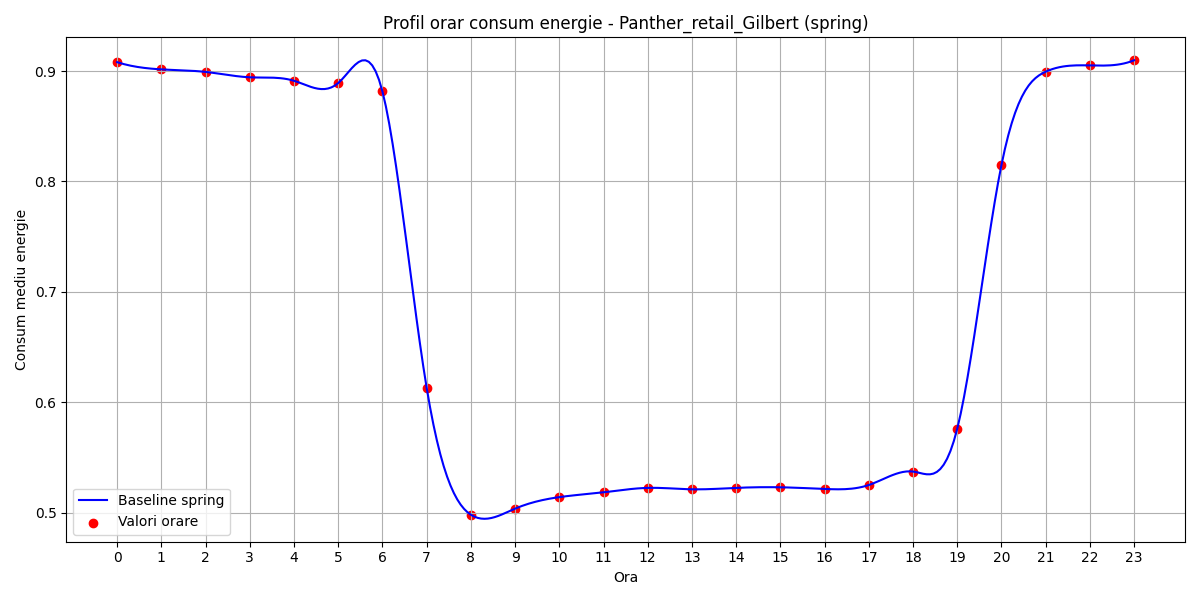 Profil orar consum energie - Panther_retail_Gilbert (spring)
Consum mediu energie
0.9
0.8
0.7
0.6
0.5
Baseline spring
Valori orare
0 1 2 3 4 5 6 7 8 9 10 11 12 13 14 15 16 17 18 19 20 21 22 23
Ora